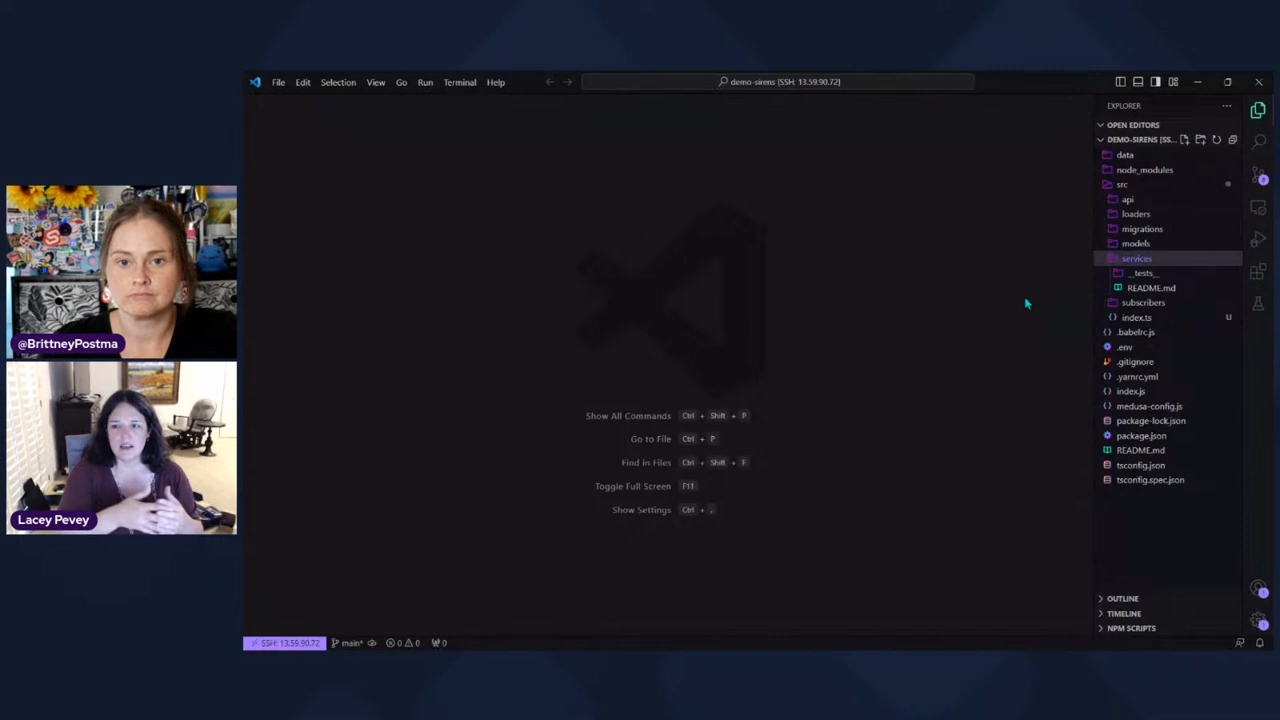 File Edit Selection View Go Run Terminal Help
demo-sirens [SSH: 13.59.90.72]
EXPLORER
OPEN EDITORS
DEMO-SIRENS [SS...
data
node_modules
src
api
loaders
migrations
models
services
__tests__
README.md
subscribers
index.ts U
.babelrc.js
.env
.gitignore
.yarnrc.yml
index.js
medusa-config.js
package-lock.json
package.json
README.md
tsconfig.json
tsconfig.spec.json
OUTLINE
TIMELINE
NPM SCRIPTS
Show All Commands Ctrl + Shift + P
Go to File Ctrl + P
Find in Files Ctrl + Shift + F
Toggle Full Screen F11
Show Settings Ctrl + ,
@BrittneyPostma
Lacey Pevey
SSH: 13.59.90.72 main* 0 0 0